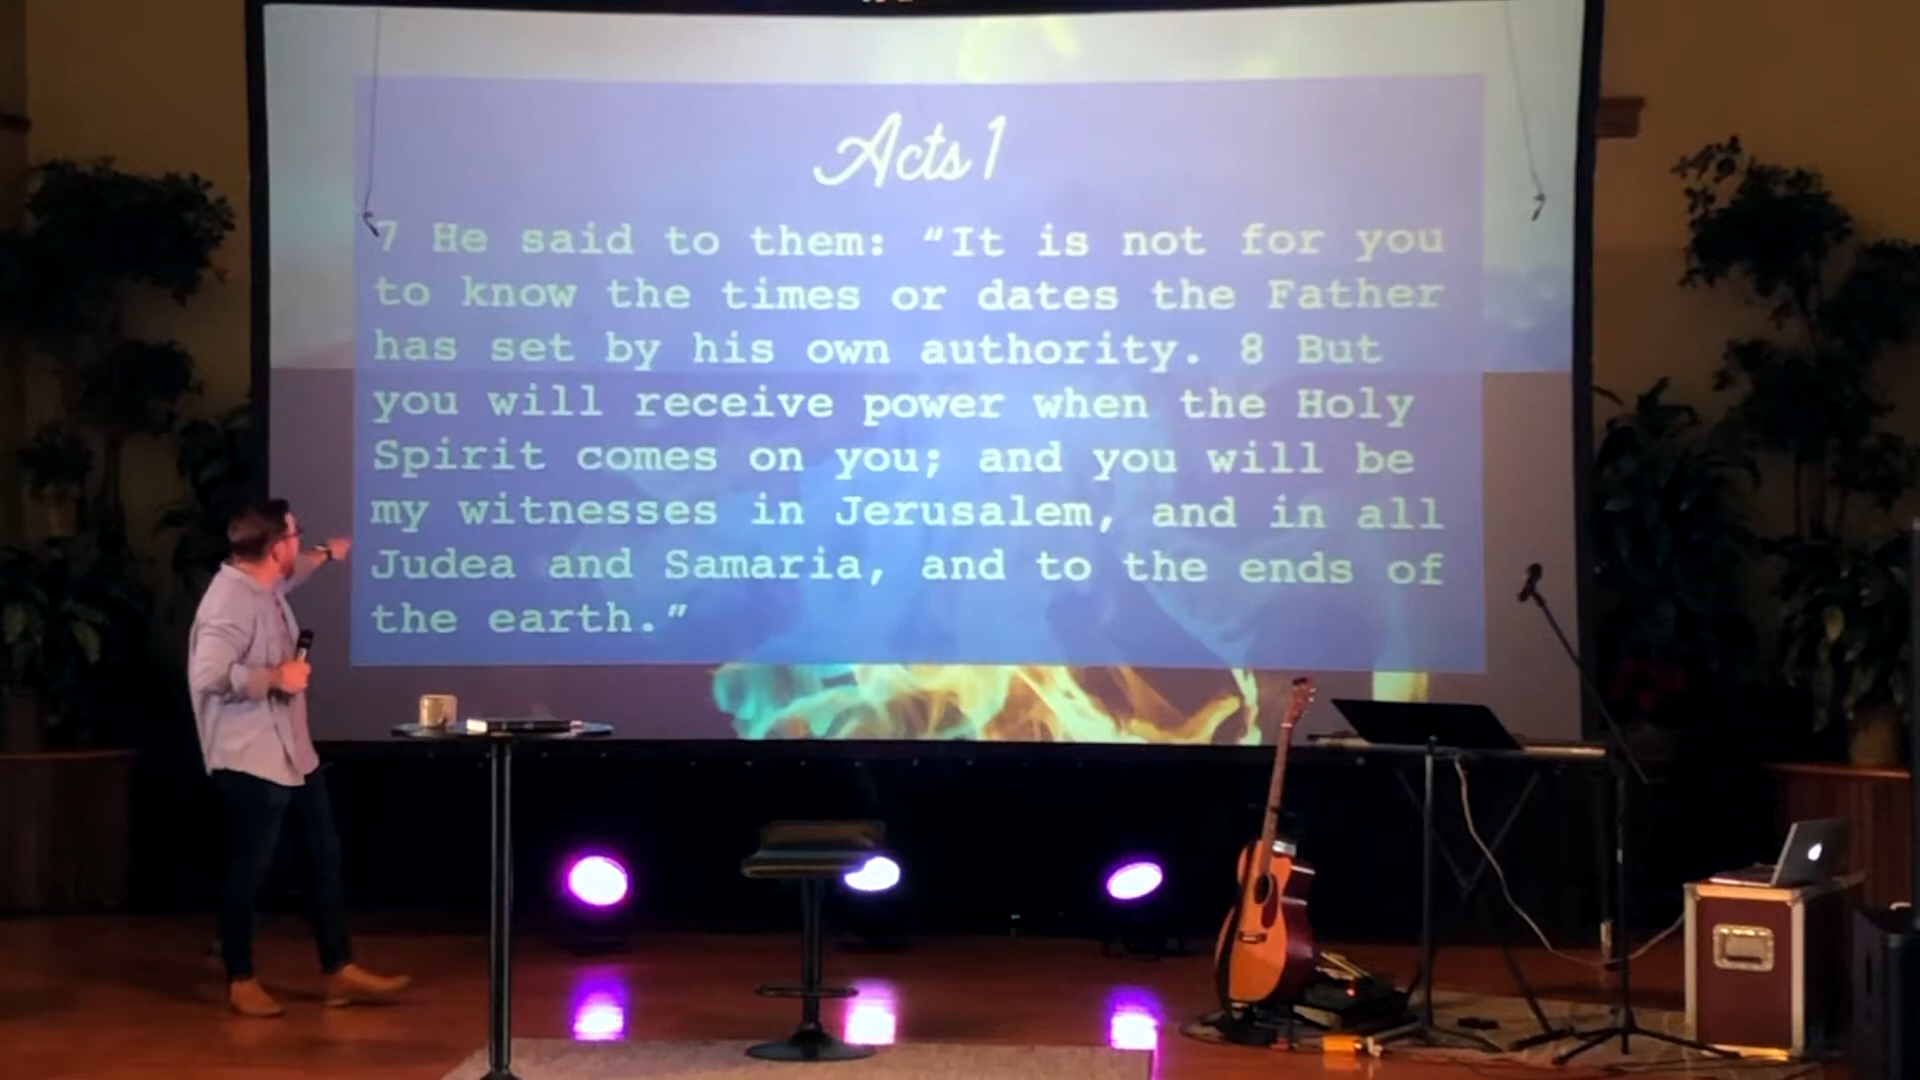 Acts 1
7 He said to them: “It is not for you
to know the times or dates the Father
has set by his own authority. 8 But
you will receive power when the Holy
Spirit comes on you; and you will be
my witnesses in Jerusalem, and in all
Judea and Samaria, and to the ends of
the earth.”